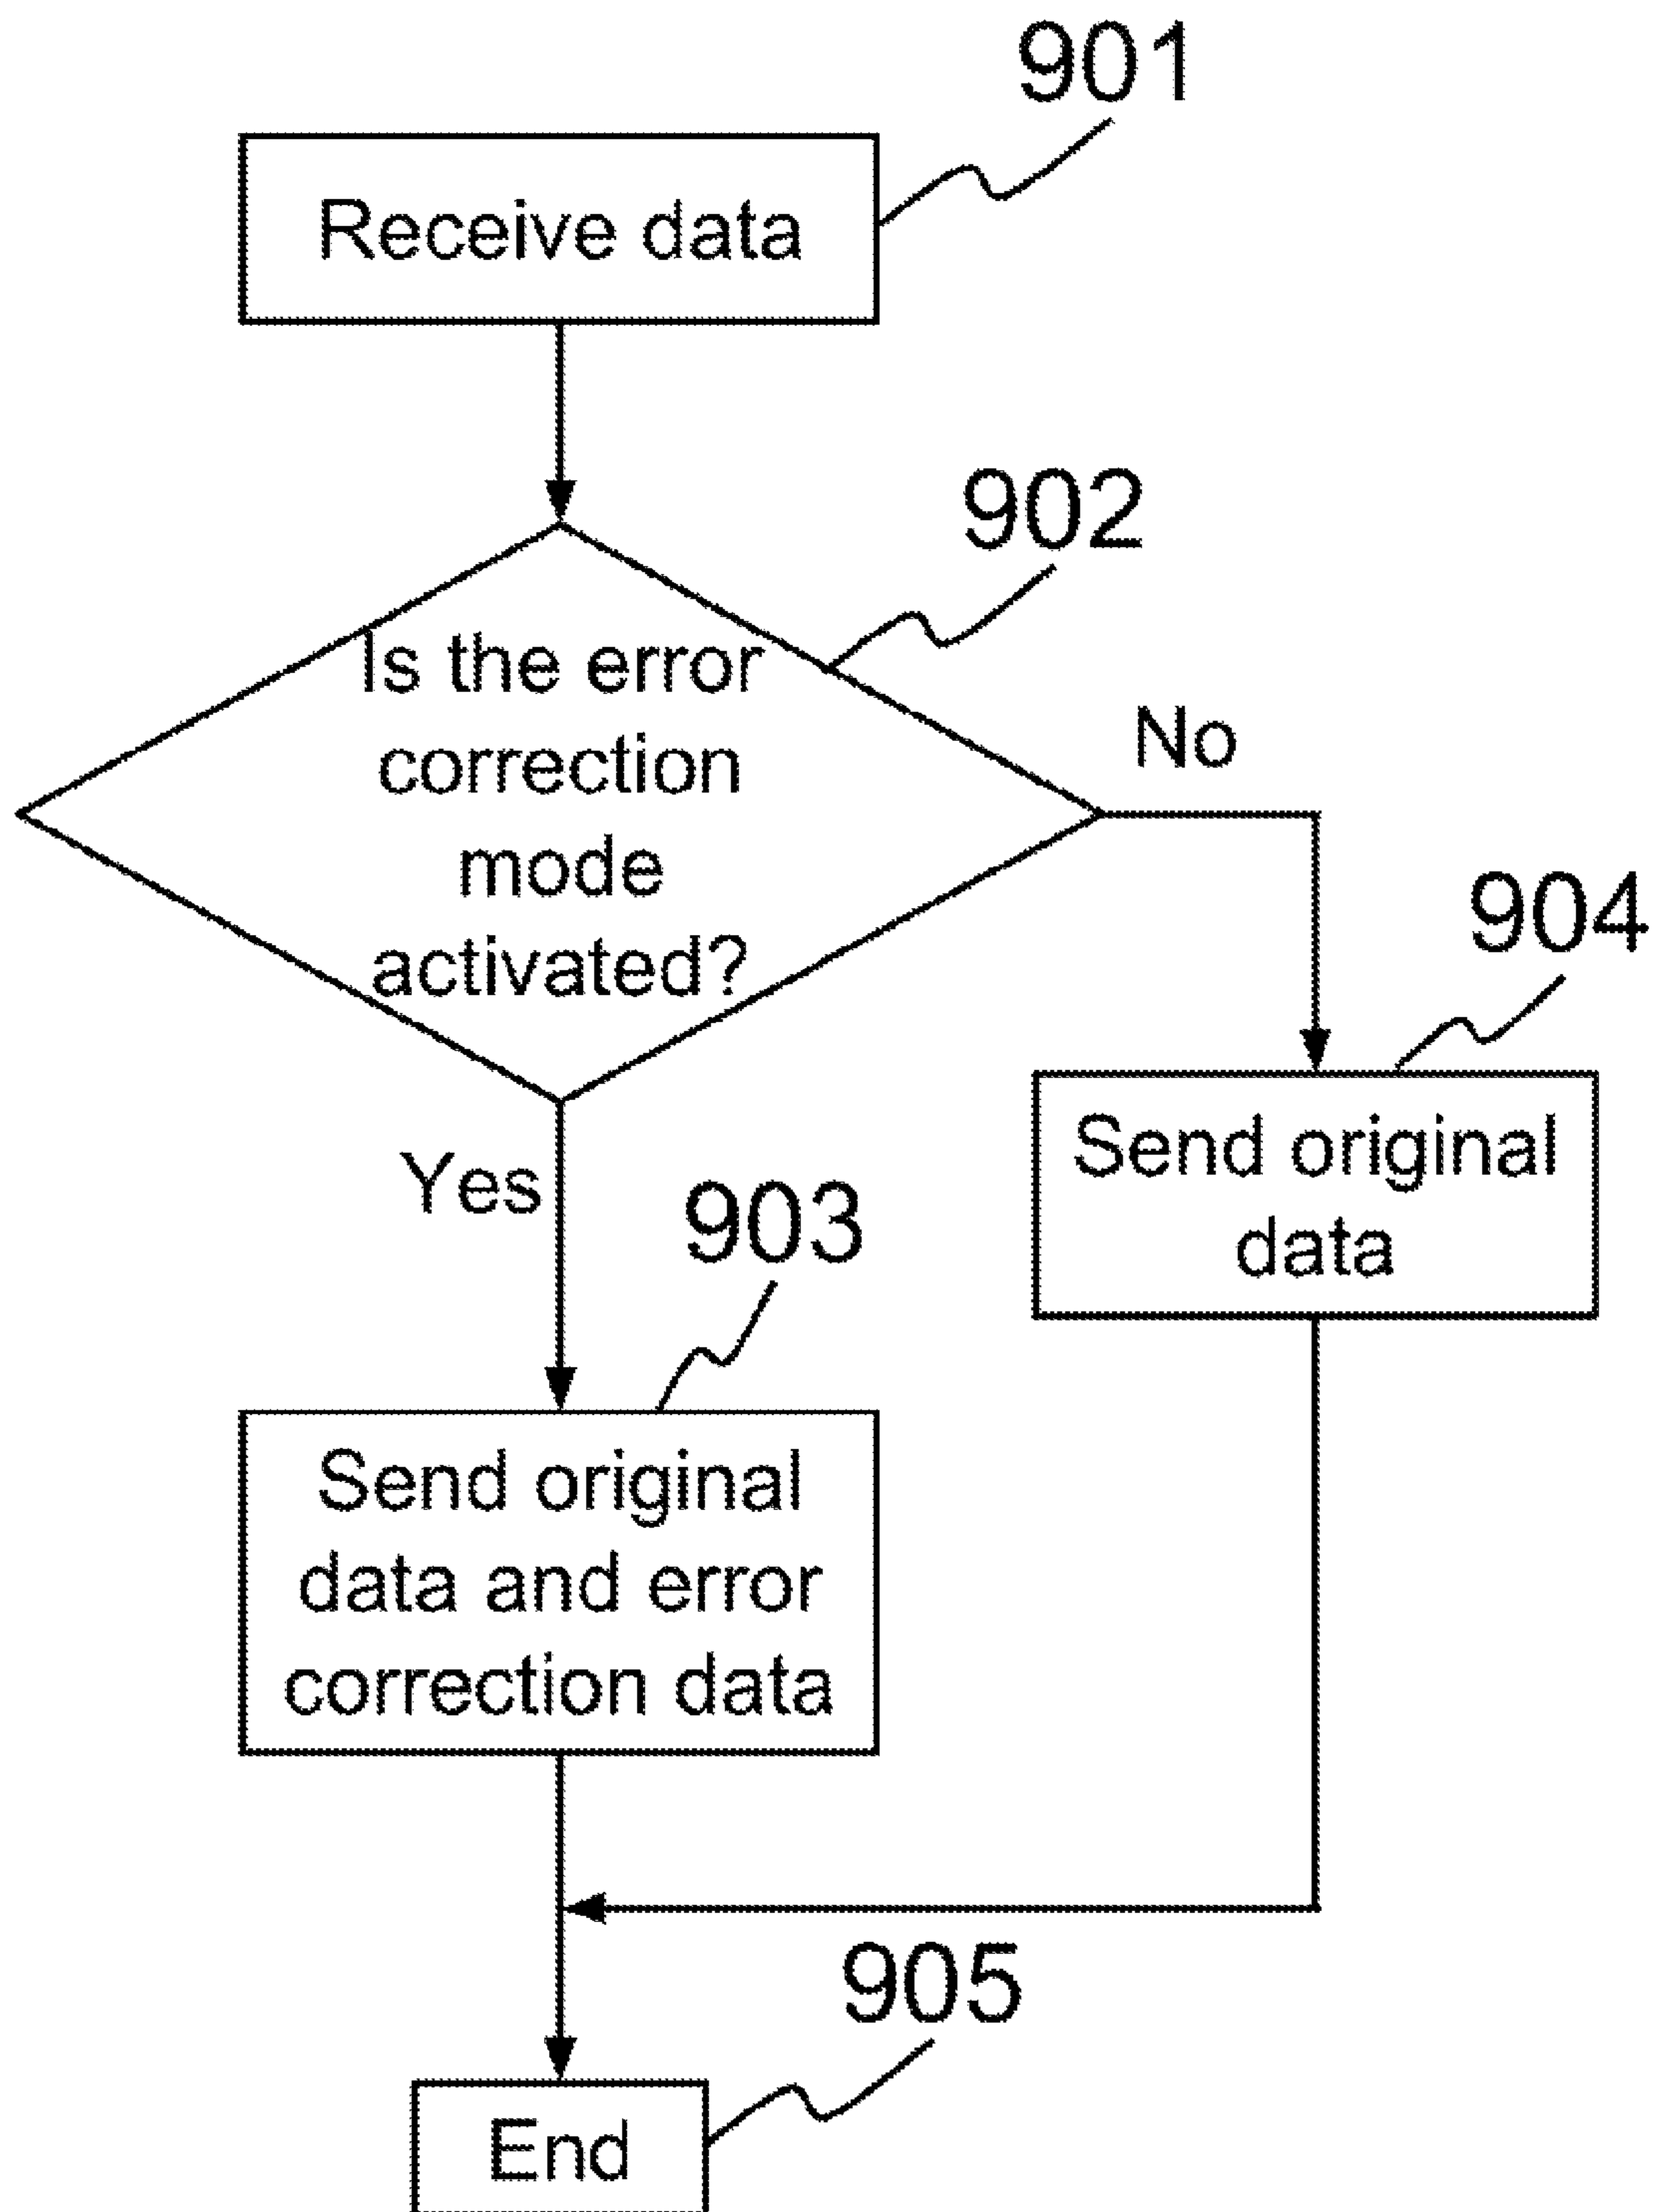 901
Receive data
902
Is the error
correction
mode
activated?
No
904
Send original
data
Yes
903
Send original
data and error
correction data
905
End